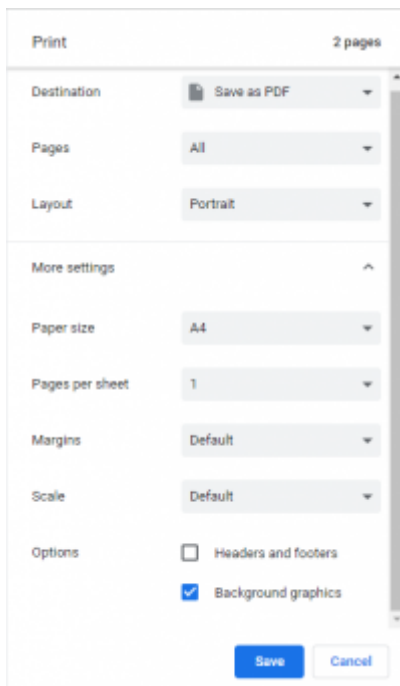 Print 2 pages
Destination Save as PDF
Pages All
Layout Portrait
More settings
Paper size A4
Pages per sheet 1
Margins Default
Scale Default
Options Headers and footers
Background graphics
Save Cancel